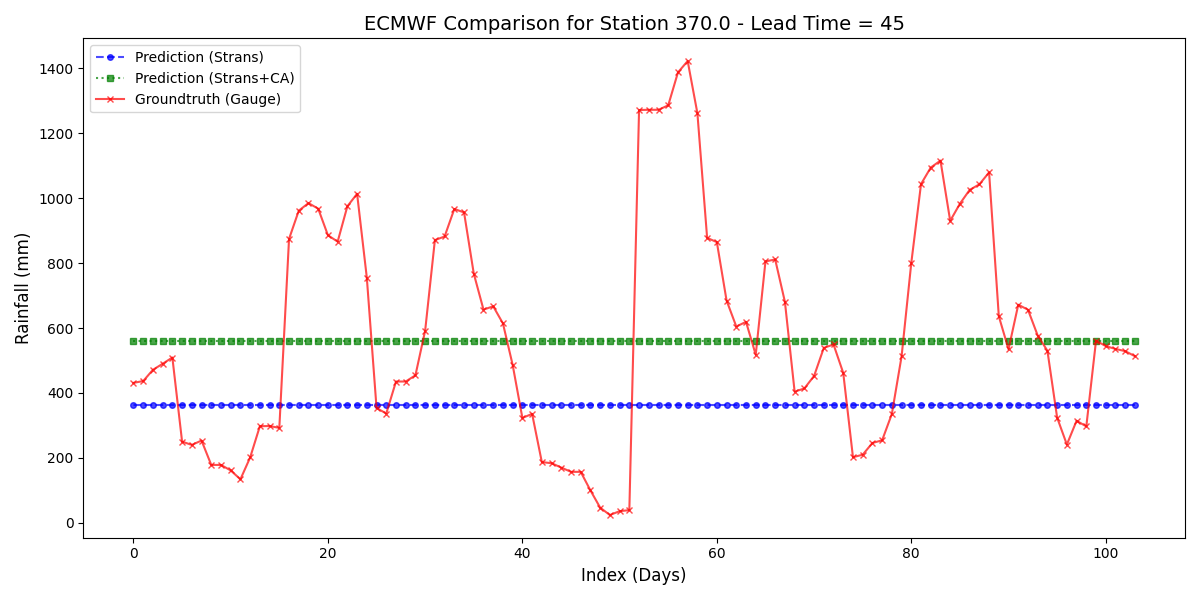 ECMWF Comparison for Station 370.0 - Lead Time = 45
Prediction (Strans)
Prediction (Strans+CA)
Groundtruth (Gauge)
Rainfall (mm)
1400
1200
1000
800
600
400
200
0
0 20 40 60 80 100
Index (Days)